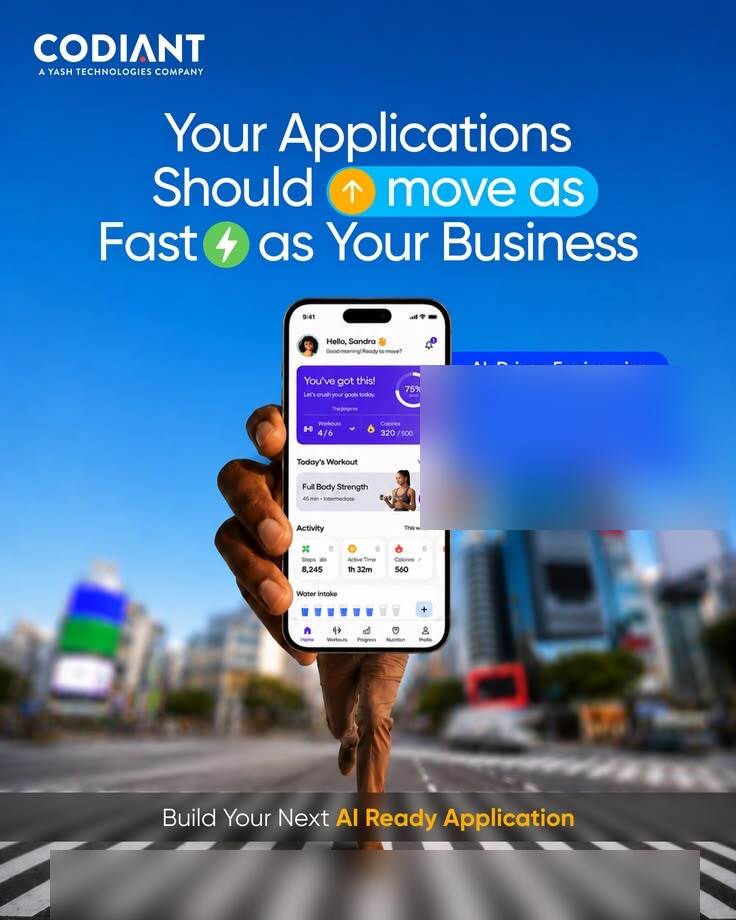 CODIANT
A YASH TECHNOLOGIES COMPANY
Your Applications
Should move as
Fast as Your Business
9:41
Hello, Sandra
Good morning! Ready to move?
You've got this!
Let's crush your goals today.
75%
Workouts
4 / 6
Calories
320 / 500
Today's Workout
Full Body Strength
45 min • Intermediate
Activity
Steps
8,245
Active Time
1h 32m
Calories
560
Water Intake
+
Home Workouts Progress Nutrition Profile
Build Your Next AI Ready Application